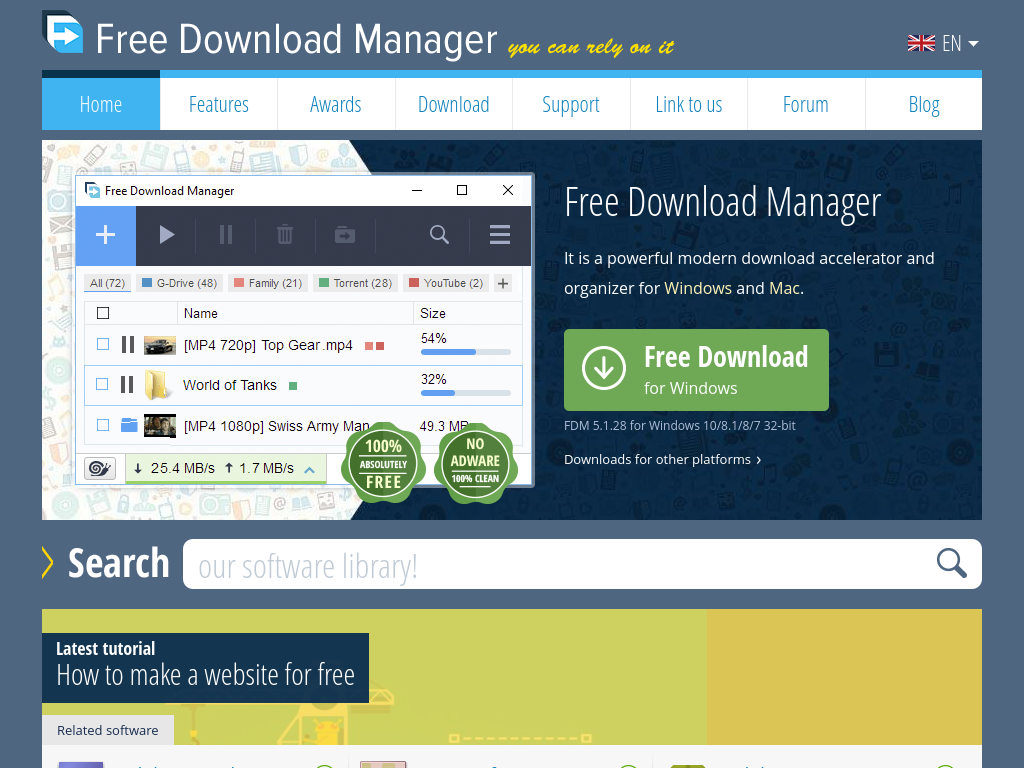 Free Download Manager you can rely on it
EN
Home Features Awards Download Support Link to us Forum Blog
Free Download Manager
All (72) G-Drive (48) Family (21) Torrent (28) YouTube (2) +
Name Size
[MP4 720p] Top Gear.mp4 54%
World of Tanks 32%
[MP4 1080p] Swiss Army Man 49.3 MB
25.4 MB/s 1.7 MB/s
100%
ABSOLUTELY
FREE
NO
ADWARE
100% CLEAN
Free Download Manager
It is a powerful modern download accelerator and
organizer for Windows and Mac.
Free Download
for Windows
FDM 5.1.28 for Windows 10/8.1/8/7 32-bit
Downloads for other platforms ›
Search our software library!
Latest tutorial
How to make a website for free
Related software